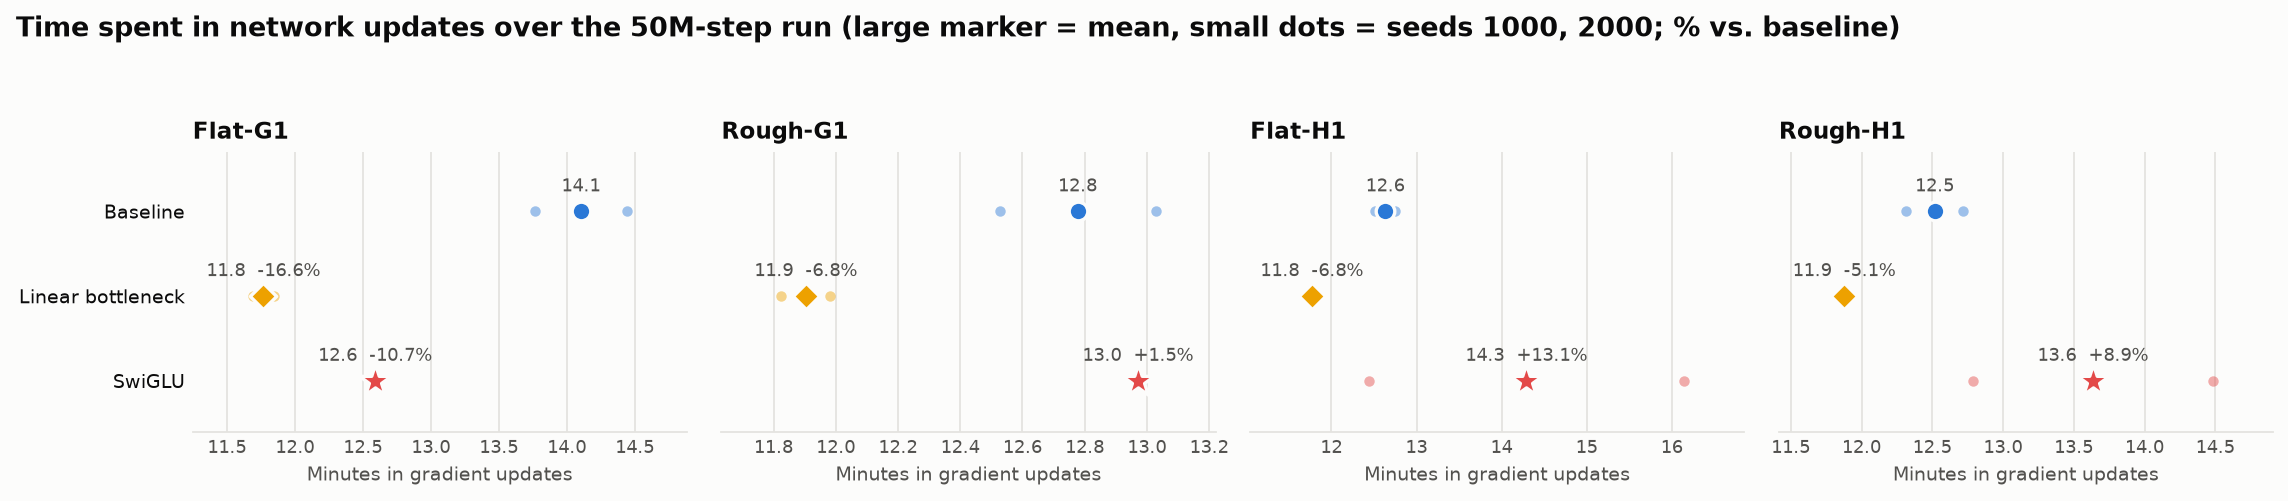 Time spent in network updates over the 50M-step run (large marker = mean, small dots = seeds 1000, 2000; % vs. baseline)
Flat-G1
Rough-G1
Flat-H1
Rough-H1
Baseline
14.1
12.8
12.6
12.5
Linear bottleneck
11.8 -16.6%
11.9 -6.8%
11.8 -6.8%
11.9 -5.1%
SwiGLU
12.6 -10.7%
13.0 +1.5%
14.3 +13.1%
13.6 +8.9%
11.5 12.0 12.5 13.0 13.5 14.0 14.5
11.8 12.0 12.2 12.4 12.6 12.8 13.0 13.2
12 13 14 15 16
11.5 12.0 12.5 13.0 13.5 14.0 14.5
Minutes in gradient updates
Minutes in gradient updates
Minutes in gradient updates
Minutes in gradient updates